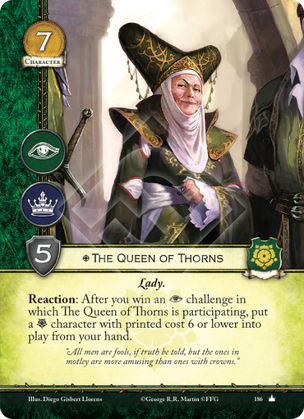 7
CHARACTER
5
THE QUEEN OF THORNS
Lady.
Reaction: After you win an challenge in
which The Queen of Thorns is participating, put
a character with printed cost 6 or lower into
play from your hand.
"All men are fools, if truth be told, but the ones in
motley are more amusing than ones with crowns."
Illus. Diego Gisbert Llorens ©George R.R. Martin ©FFG 186